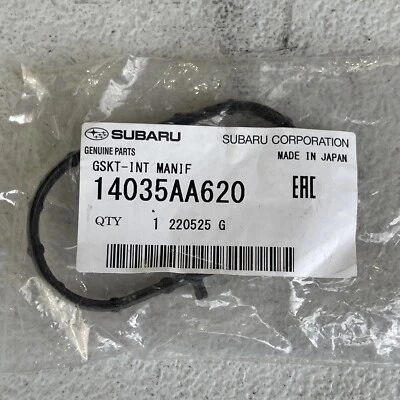 SUBARU SUBARU CORPORATION
GENUINE PARTS MADE IN JAPAN
GSKT-INT MANIF
14035AA620 EAC
QTY 1 220525 G